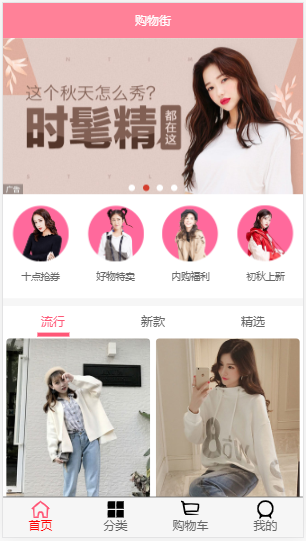 购物街
这个秋天怎么秀?
时髦精
都在这
广告
十点抢券
好物特卖
内购福利
初秋上新
流行
新款
精选
首页
分类
购物车
我的